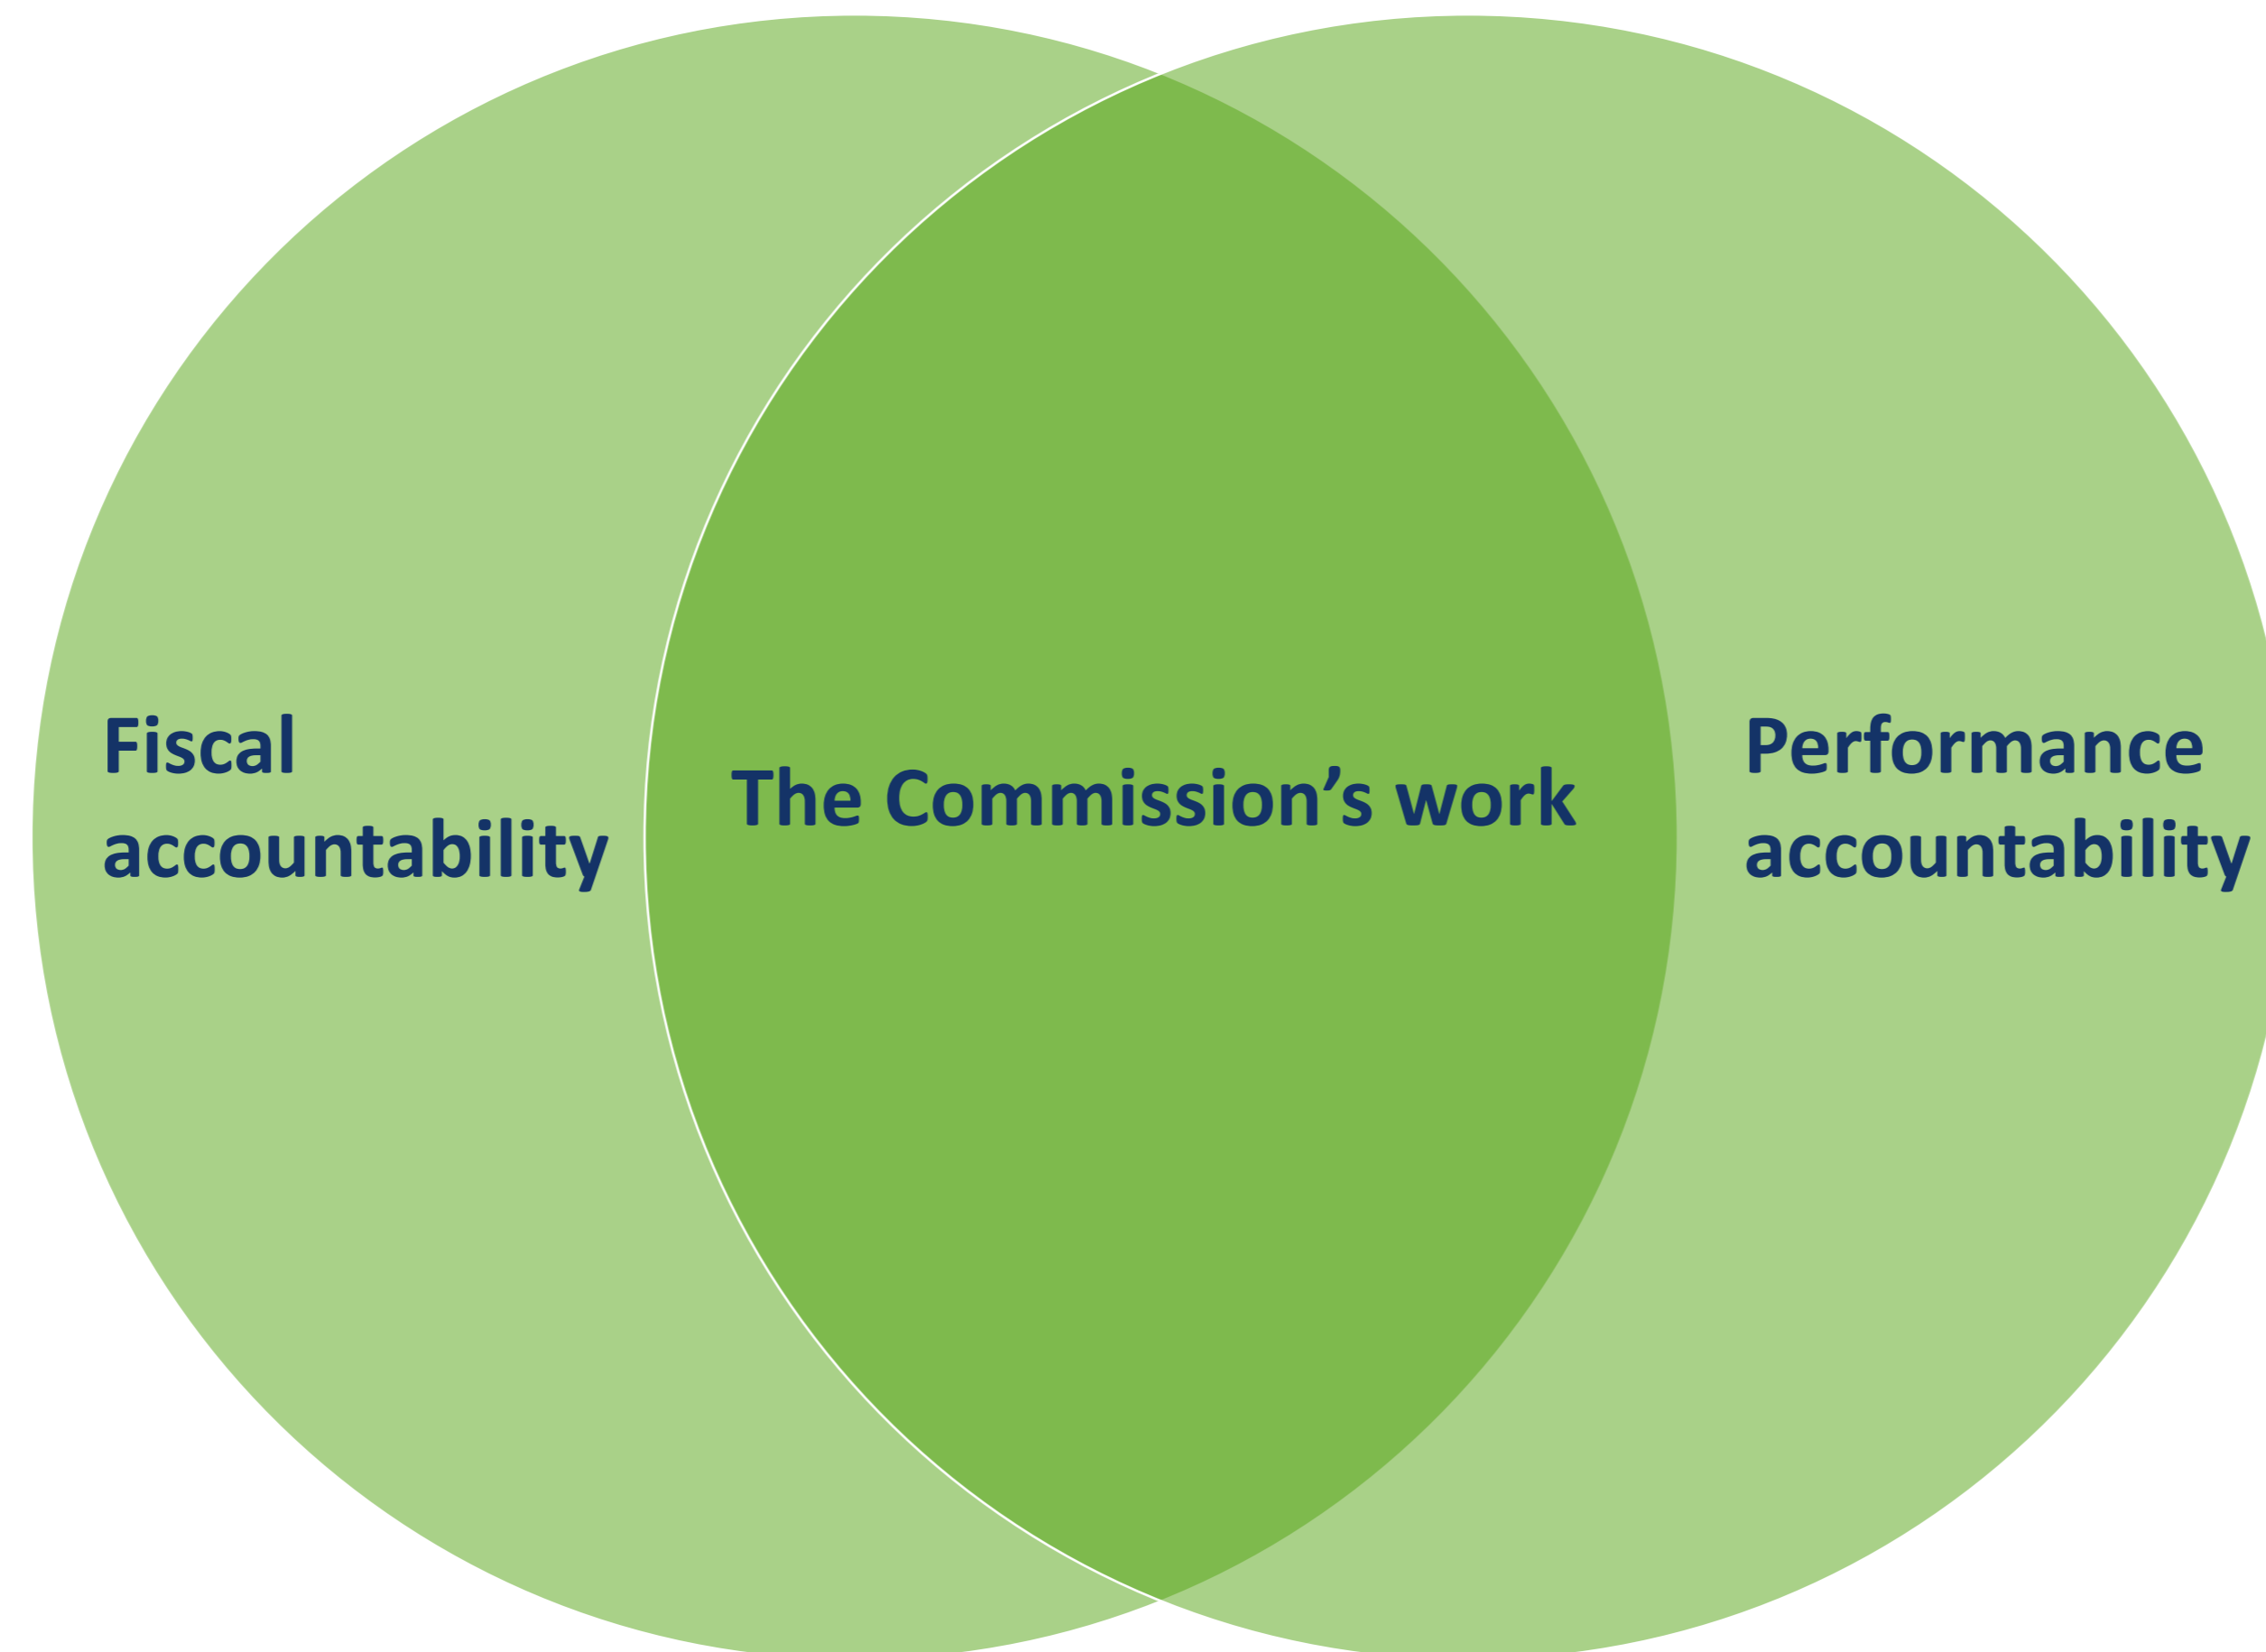 Fiscal
accountability
The Commission’s work
Performance
accountability